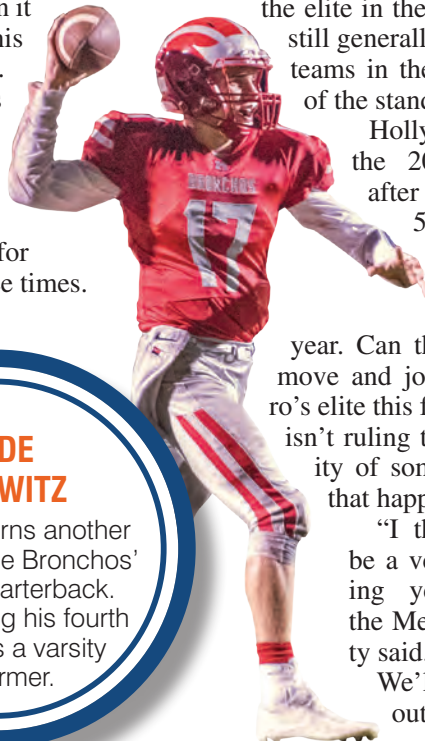 n it
his
for
e times.
BRONCHOS
17
DE
WITZ
rns another
e Bronchos’
arterback.
g his fourth
s a varsity
rmer.
the elite in the
still generall
teams in the
of the stand
Holly
the 20
after
5
year. Can th
move and jo
ro’s elite this f
isn’t ruling t
ity of som
that happ
“I th
be a ve
ing yo
the Me
ty said.
We’l
out